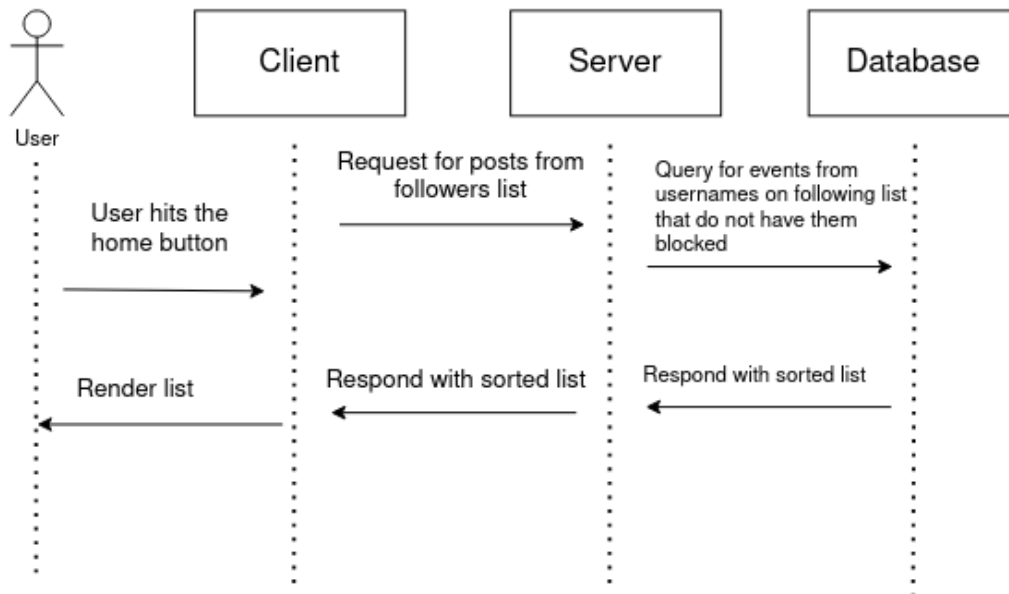 User
Client
Server
Database
User hits the
home button
Request for posts from
followers list
Query for events from
usernames on following list
that do not have them
blocked
Render list
Respond with sorted list
Respond with sorted list